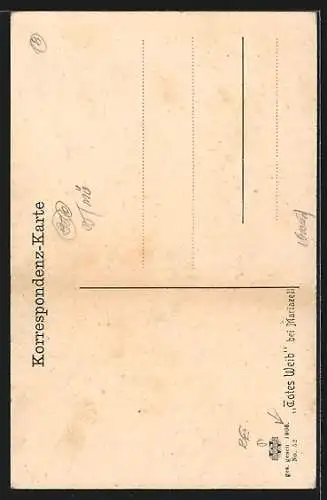 Korrespondenz-Karte
„Totes Weib" bei Mariazell
ges. gesch 1906.
No. 52